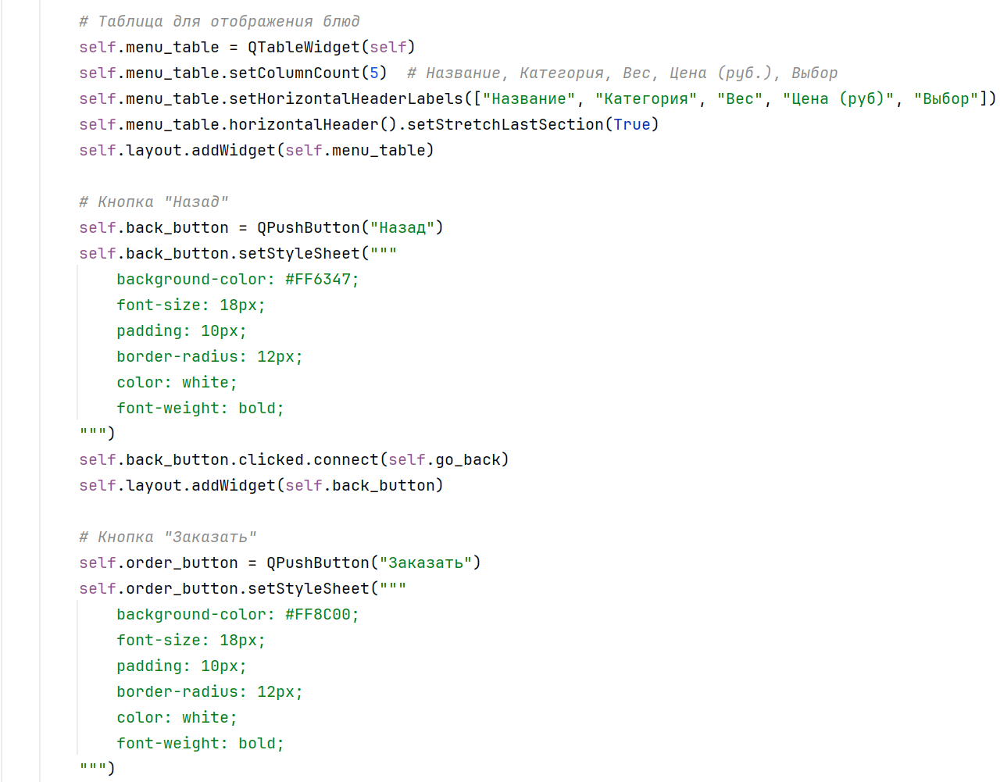 # Таблица для отображения блюд
self.menu_table = QTableWidget(self)
self.menu_table.setColumnCount(5)  # Название, Категория, Вес, Цена (руб.), Выбор
self.menu_table.setHorizontalHeaderLabels(["Название", "Категория", "Вес", "Цена (руб)", "Выбор"])
self.menu_table.horizontalHeader().setStretchLastSection(True)
self.layout.addWidget(self.menu_table)
# Кнопка "Назад"
self.back_button = QPushButton("Назад")
self.back_button.setStyleSheet("""
background-color: #FF6347;
font-size: 18px;
padding: 10px;
border-radius: 12px;
color: white;
font-weight: bold;
""")
self.back_button.clicked.connect(self.go_back)
self.layout.addWidget(self.back_button)
# Кнопка "Заказать"
self.order_button = QPushButton("Заказать")
self.order_button.setStyleSheet("""
background-color: #FF8C00;
font-size: 18px;
padding: 10px;
border-radius: 12px;
color: white;
font-weight: bold;
""")